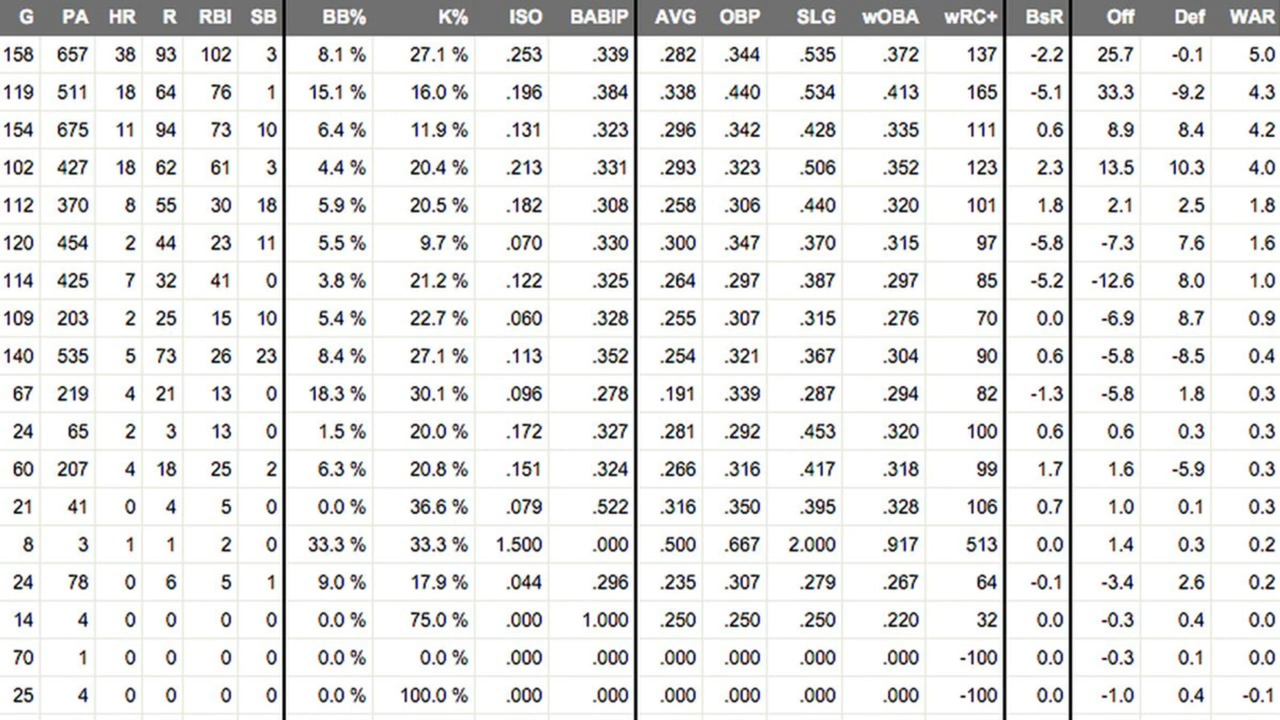 G PA HR R RBI SB BB% K% ISO BABIP AVG OBP SLG wOBA wRC+ BsR Off Def WAR
158 657 38 93 102 3 8.1 % 27.1 % .253 .339 .282 .344 .535 .372 137 -2.2 25.7 -0.1 5.0
119 511 18 64 76 1 15.1 % 16.0 % .196 .384 .338 .440 .534 .413 165 -5.1 33.3 -9.2 4.3
154 675 11 94 73 10 6.4 % 11.9 % .131 .323 .296 .342 .428 .335 111 0.6 8.9 8.4 4.2
102 427 18 62 61 3 4.4 % 20.4 % .213 .331 .293 .323 .506 .352 123 2.3 13.5 10.3 4.0
112 370 8 55 30 18 5.9 % 20.5 % .182 .308 .258 .306 .440 .320 101 1.8 2.1 2.5 1.8
120 454 2 44 23 11 5.5 % 9.7 % .070 .330 .300 .347 .370 .315 97 -5.8 -7.3 7.6 1.6
114 425 7 32 41 0 3.8 % 21.2 % .122 .325 .264 .297 .387 .297 85 -5.2 -12.6 8.0 1.0
109 203 2 25 15 10 5.4 % 22.7 % .060 .328 .255 .307 .315 .276 70 0.0 -6.9 8.7 0.9
140 535 5 73 26 23 8.4 % 27.1 % .113 .352 .254 .321 .367 .304 90 0.6 -5.8 -8.5 0.4
67 219 4 21 13 0 18.3 % 30.1 % .096 .278 .191 .339 .287 .294 82 -1.3 -5.8 1.8 0.3
24 65 2 3 13 0 1.5 % 20.0 % .172 .327 .281 .292 .453 .320 100 0.6 0.6 0.3 0.3
60 207 4 18 25 2 6.3 % 20.8 % .151 .324 .266 .316 .417 .318 99 1.7 1.6 -5.9 0.3
21 41 0 4 5 0 0.0 % 36.6 % .079 .522 .316 .350 .395 .328 106 0.7 1.0 0.1 0.3
8 3 1 1 2 0 33.3 % 33.3 % 1.500 .000 .500 .667 2.000 .917 513 0.0 1.4 0.3 0.2
24 78 0 6 5 1 9.0 % 17.9 % .044 .296 .235 .307 .279 .267 64 -0.1 -3.4 2.6 0.2
14 4 0 0 0 0 0.0 % 75.0 % .000 1.000 .250 .250 .250 .220 32 0.0 -0.3 0.4 0.0
70 1 0 0 0 0 0.0 % 0.0 % .000 .000 .000 .000 .000 .000 -100 0.0 -0.3 0.1 0.0
25 4 0 0 0 0 0.0 % 100.0 % .000 .000 .000 .000 .000 .000 -100 0.0 -1.0 0.4 -0.1